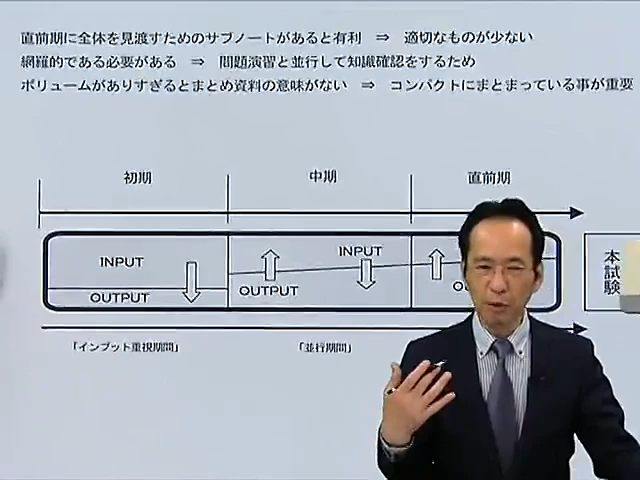 直前期に全体を見渡すためのサブノートがあると有利 ⇒ 適切なものが少ない
網羅的である必要がある ⇒ 問題演習と並行して知識確認をするため
ボリュームがありすぎるとまとめ資料の意味がない ⇒ コンパクトにまとまっている事が重要
初期 中期 直前期
INPUT INPUT
OUTPUT OUTPUT
本試験
「インプット重視期間」 「並行期間」